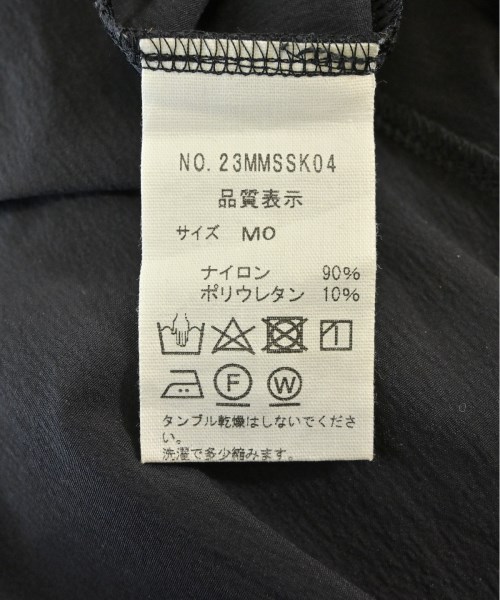 NO. 23MMSSK04
品質表示
サイズ MO
ナイロン 90%
ポリウレタン 10%
F W
タンブル乾燥はしないでくださ
い。
洗濯で多少縮みます。